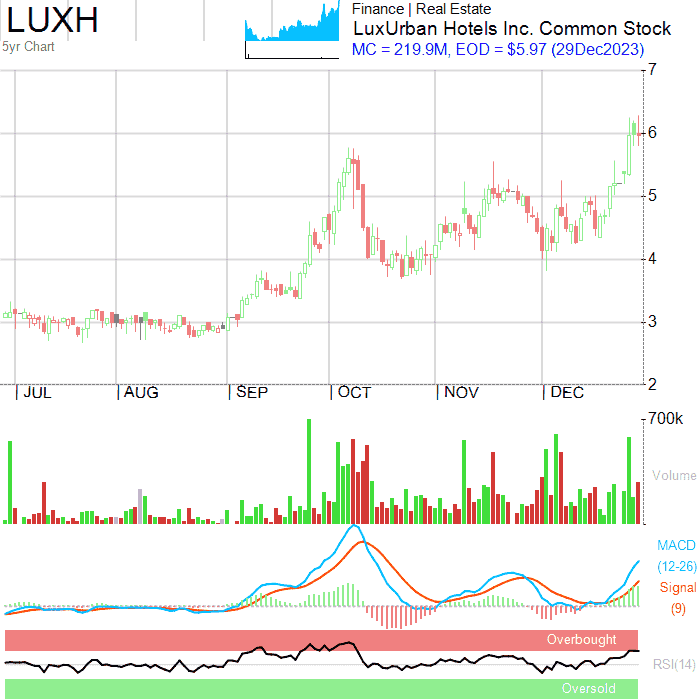 LUXH
5yr Chart
Finance | Real Estate
LuxUrban Hotels Inc. Common Stock
MC = 219.9M, EOD = $5.97 (29Dec2023)
7
6
5
4
3
2
| JUL | AUG | SEP | OCT | NOV | DEC
700k
Volume
MACD
(12-26)
Signal
(9)
Overbought
RSI(14)
Oversold